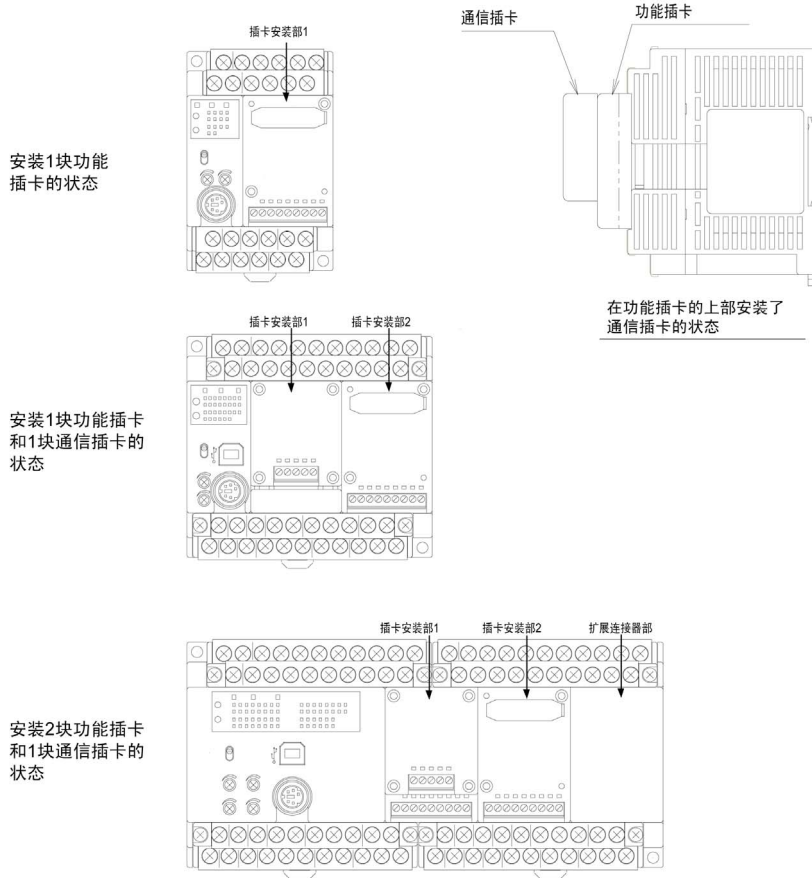 插卡安装部1
通信插卡
功能插卡
安装1块功能
插卡的状态
在功能插卡的上部安装了
通信插卡的状态
插卡安装部1
插卡安装部2
安装1块功能插卡
和1块通信插卡的
状态
插卡安装部1
插卡安装部2
扩展连接器部
安装2块功能插卡
和1块通信插卡的
状态